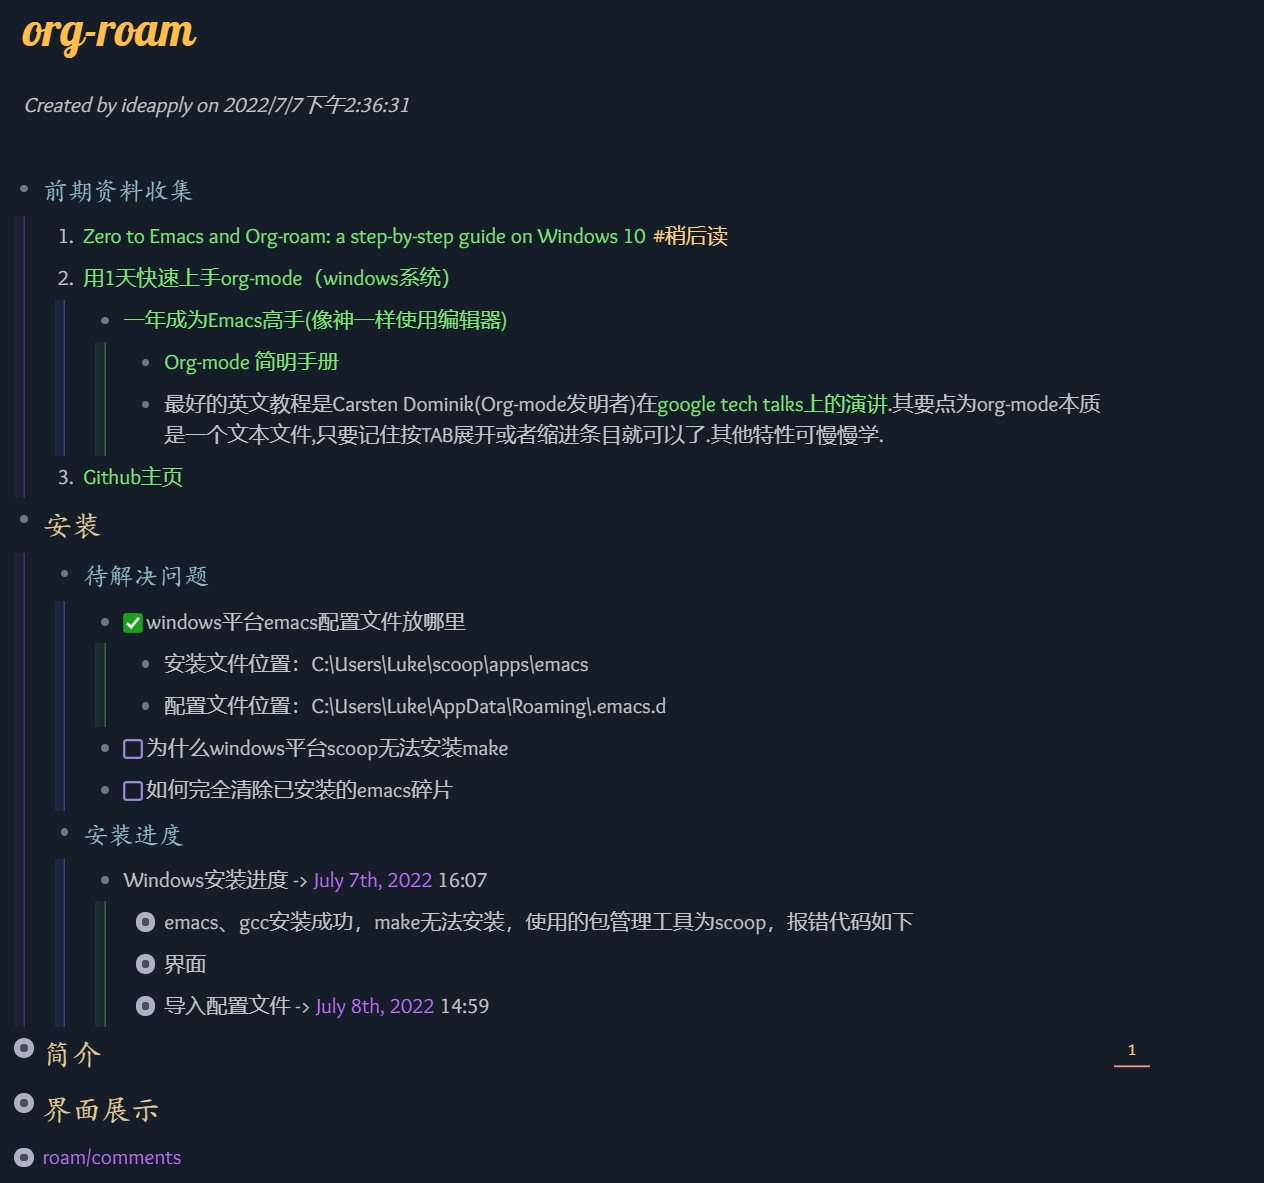 org-roam
Created by ideapply on 2022/7/7下午2:36:31
前期资料收集
1. Zero to Emacs and Org-roam: a step-by-step guide on Windows 10 #稍后读
2. 用1天快速上手org-mode（windows系统）
一年成为Emacs高手(像神一样使用编辑器)
Org-mode 简明手册
最好的英文教程是Carsten Dominik(Org-mode发明者)在google tech talks上的演讲.其要点为org-mode本质
是一个文本文件,只要记住按TAB展开或者缩进条目就可以了.其他特性可慢慢学.
3. Github主页
安装
待解决问题
windows平台emacs配置文件放哪里
安装文件位置：C:\Users\Luke\scoop\apps\emacs
配置文件位置：C:\Users\Luke\AppData\Roaming\.emacs.d
为什么windows平台scoop无法安装make
如何完全清除已安装的emacs碎片
安装进度
Windows安装进度 -> July 7th, 2022 16:07
emacs、gcc安装成功，make无法安装，使用的包管理工具为scoop，报错代码如下
界面
导入配置文件 -> July 8th, 2022 14:59
简介 1
界面展示
roam/comments